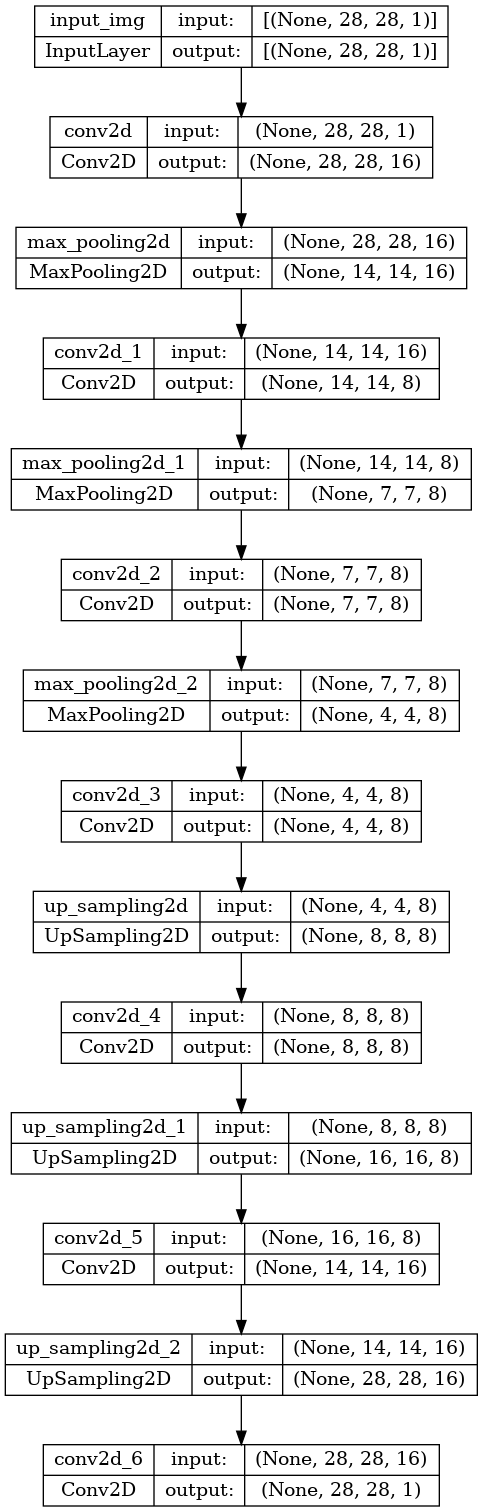 input_img input: [(None, 28, 28, 1)]
InputLayer output: [(None, 28, 28, 1)]
conv2d input: (None, 28, 28, 1)
Conv2D output: (None, 28, 28, 16)
max_pooling2d input: (None, 28, 28, 16)
MaxPooling2D output: (None, 14, 14, 16)
conv2d_1 input: (None, 14, 14, 16)
Conv2D output: (None, 14, 14, 8)
max_pooling2d_1 input: (None, 14, 14, 8)
MaxPooling2D output: (None, 7, 7, 8)
conv2d_2 input: (None, 7, 7, 8)
Conv2D output: (None, 7, 7, 8)
max_pooling2d_2 input: (None, 7, 7, 8)
MaxPooling2D output: (None, 4, 4, 8)
conv2d_3 input: (None, 4, 4, 8)
Conv2D output: (None, 4, 4, 8)
up_sampling2d input: (None, 4, 4, 8)
UpSampling2D output: (None, 8, 8, 8)
conv2d_4 input: (None, 8, 8, 8)
Conv2D output: (None, 8, 8, 8)
up_sampling2d_1 input: (None, 8, 8, 8)
UpSampling2D output: (None, 16, 16, 8)
conv2d_5 input: (None, 16, 16, 8)
Conv2D output: (None, 14, 14, 16)
up_sampling2d_2 input: (None, 14, 14, 16)
UpSampling2D output: (None, 28, 28, 16)
conv2d_6 input: (None, 28, 28, 16)
Conv2D output: (None, 28, 28, 1)